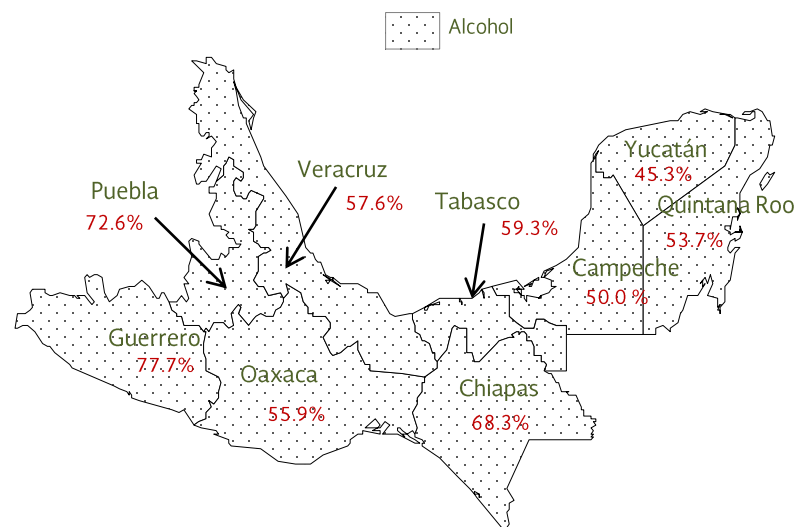 Alcohol
Yucatán
45.3%
Veracruz
57.6%
Puebla
72.6%
Tabasco
59.3%
Quintana Roo
53.7%
Campeche
50.0 %
Guerrero
77.7%
Oaxaca
55.9%
Chiapas
68.3%